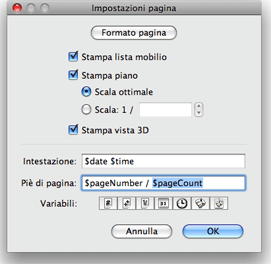 Impostazioni pagina
Formato pagina
Stampa lista mobilio
Stampa piano
Scala ottimale
Scala: 1 /
Stampa vista 3D
Intestazione: $date $time
Piè di pagina: $pageNumber / $pageCount
Variabili:
Annulla OK